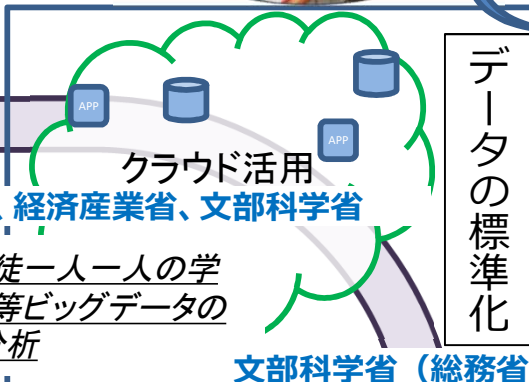 APP
APP
クラウド活用
、経済産業省、文部科学省
徒一人一人の学
等ビッグデータの
分析
データの標準化
文部科学省（総務省